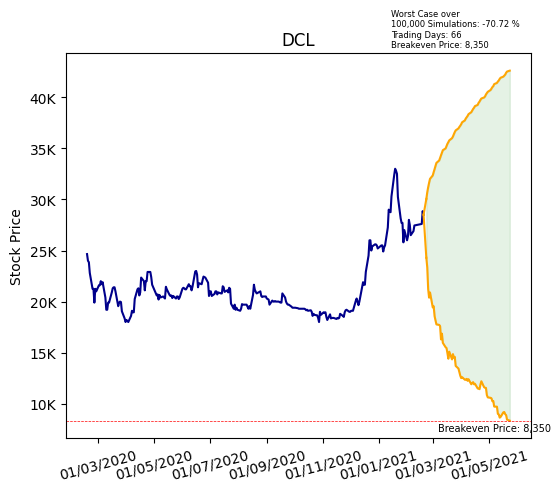 Worst Case over
100,000 Simulations: -70.72 %
Trading Days: 66
Breakeven Price: 8,350
DCL
Stock Price
40K
35K
30K
25K
20K
15K
10K
Breakeven Price: 8,350
01/03/2020
01/05/2020
01/07/2020
01/09/2020
01/11/2020
01/01/2021
01/03/2021
01/05/2021